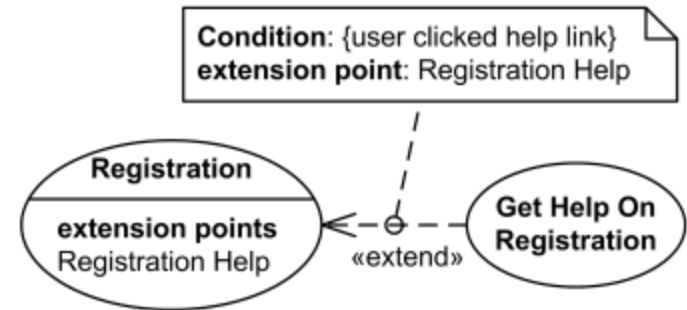 Condition: {user clicked help link}
extension point: Registration Help
Registration
extension points
Registration Help
«extend»
Get Help On
Registration